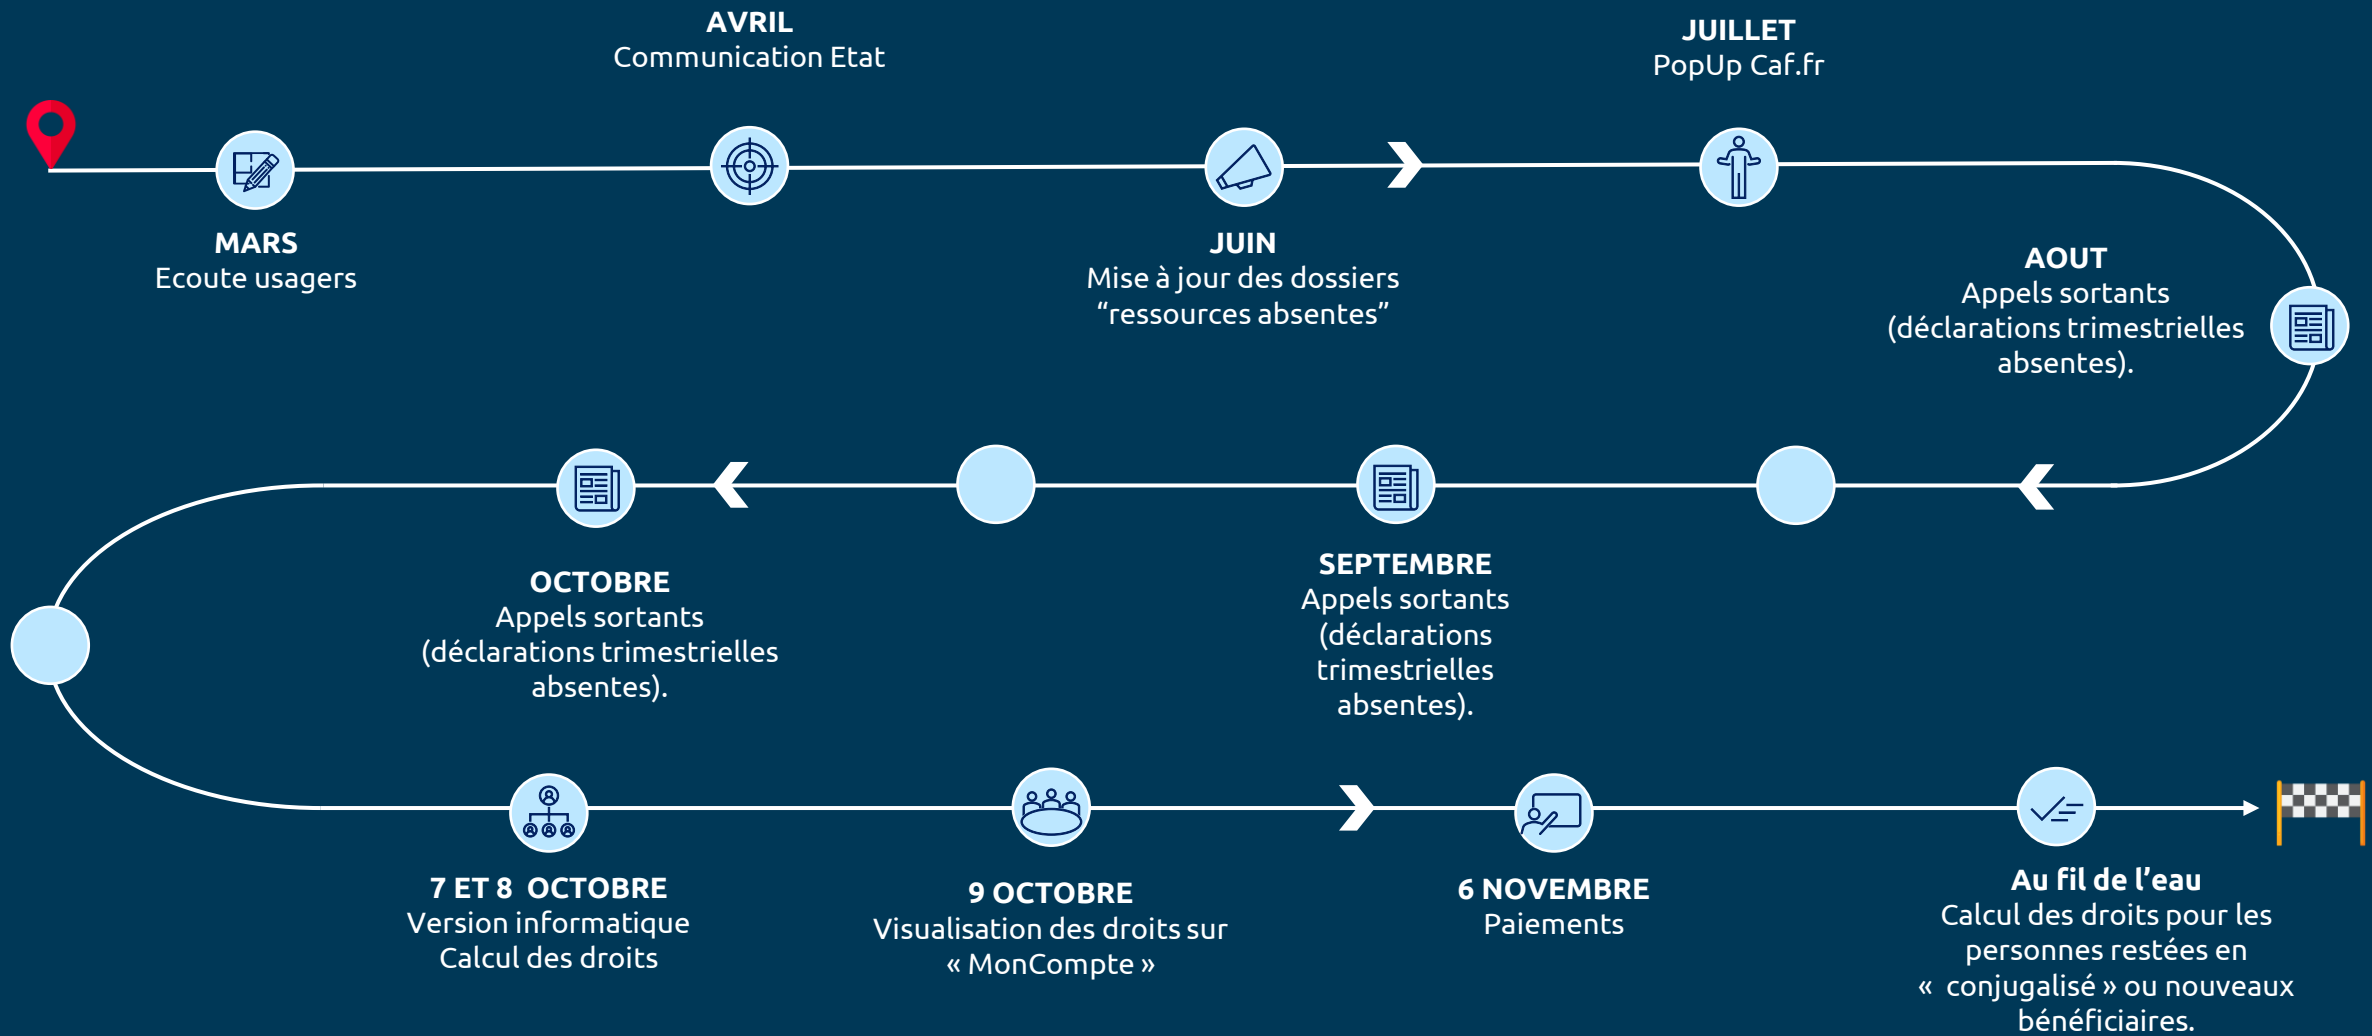 AVRIL
Communication Etat
JUILLET
PopUp Caf.fr
MARS
Ecoute usagers
JUIN
Mise à jour des dossiers
“ressources absentes”
AOUT
Appels sortants
(déclarations trimestrielles
absentes).
SEPTEMBRE
Appels sortants
(déclarations
trimestrielles
absentes).
OCTOBRE
Appels sortants
(déclarations trimestrielles
absentes).
7 ET 8 OCTOBRE
Version informatique
Calcul des droits
9 OCTOBRE
Visualisation des droits sur
« MonCompte »
6 NOVEMBRE
Paiements
Au fil de l’eau
Calcul des droits pour les
personnes restées en
« conjugalisé » ou nouveaux
bénéficiaires.